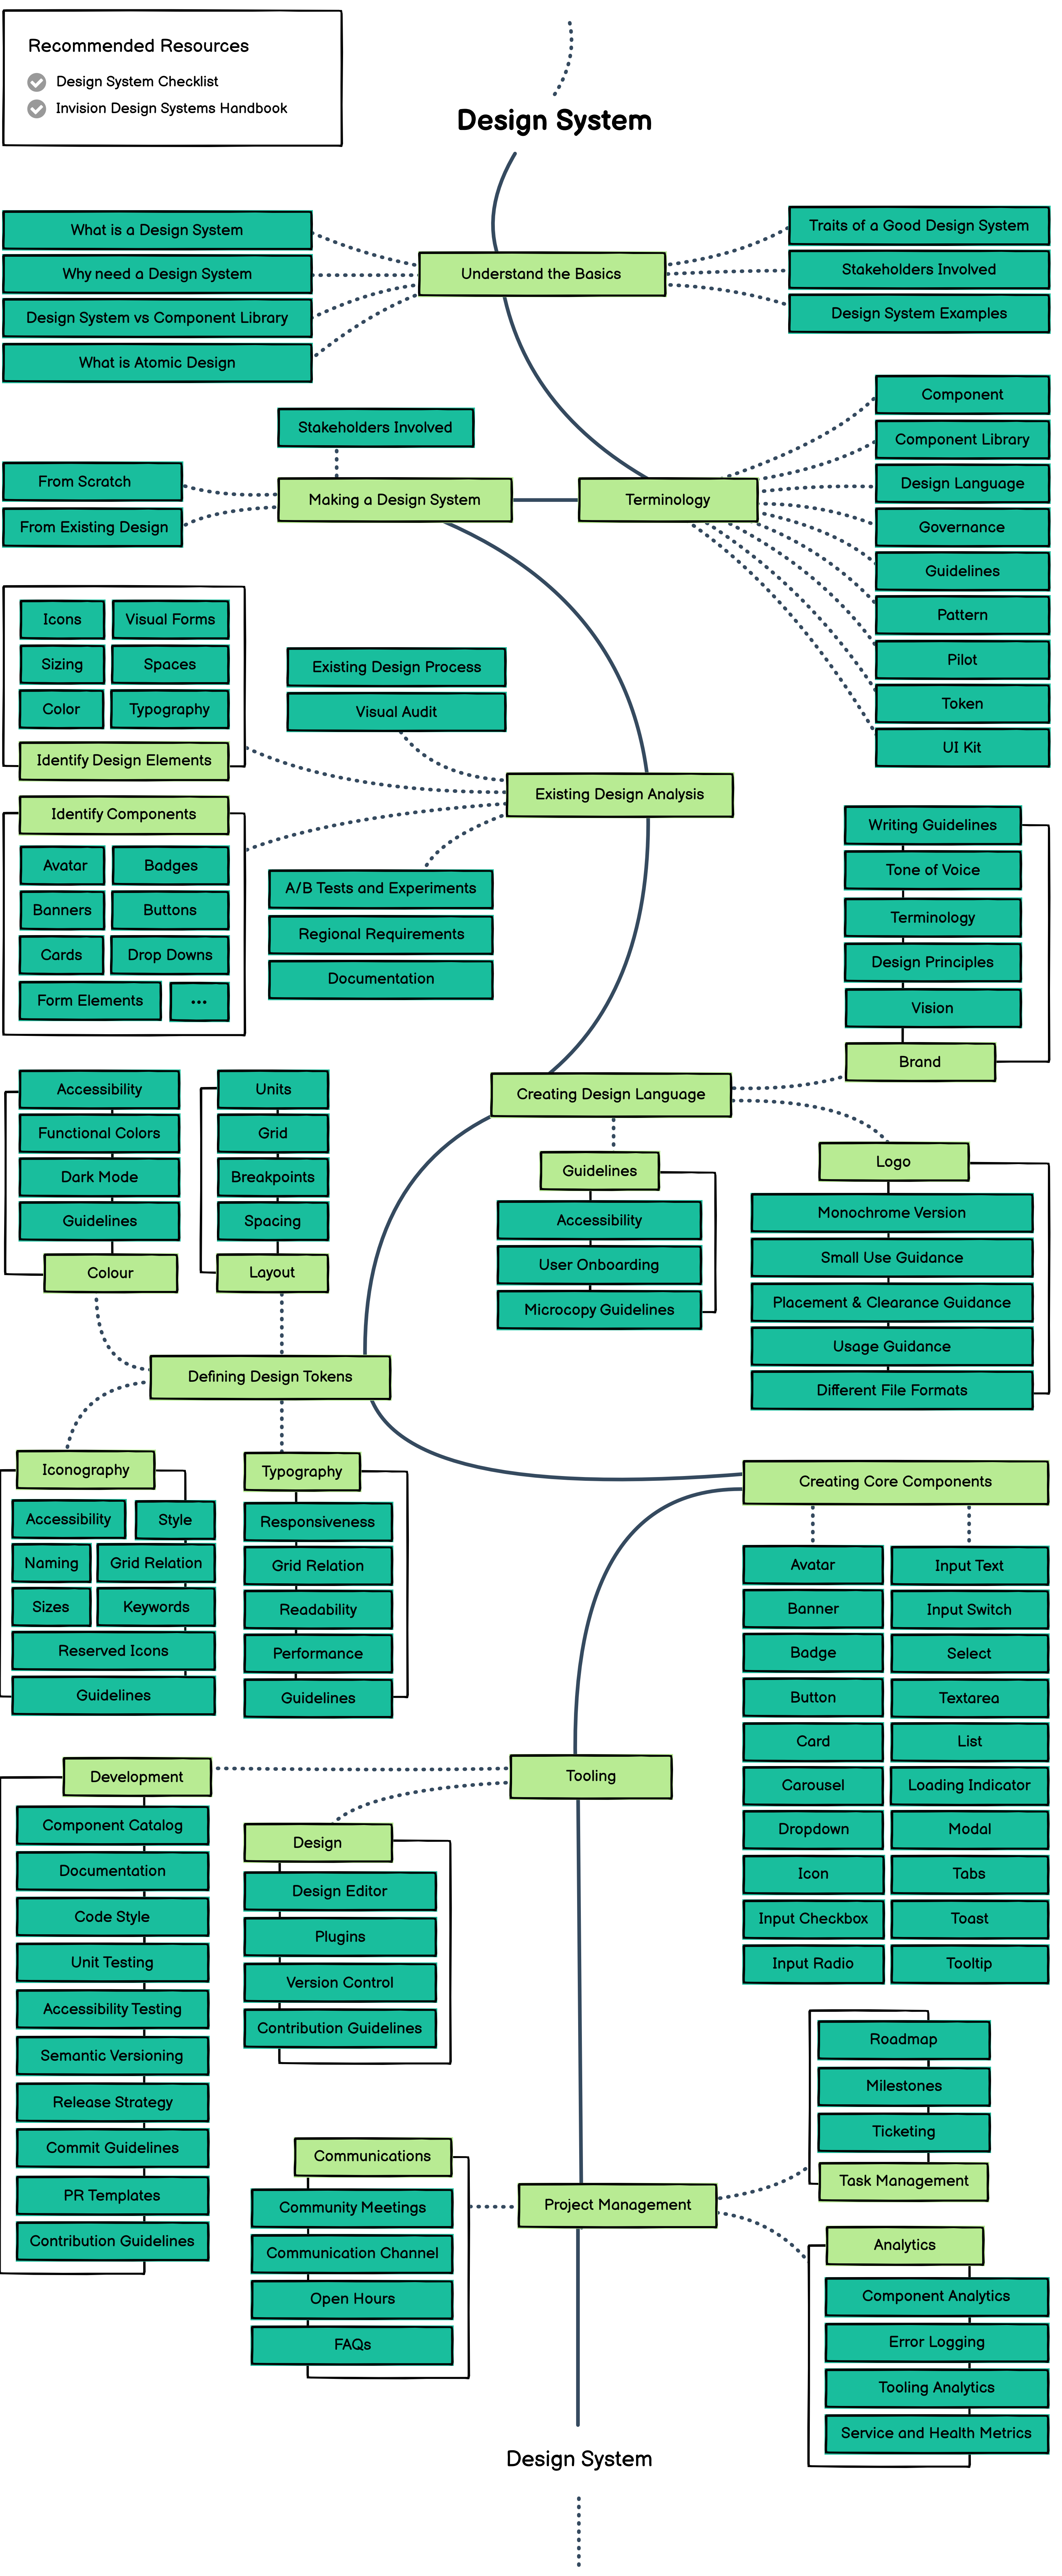 Recommended Resources
Design System Checklist
Invision Design Systems Handbook
Design System
What is a Design System
Why need a Design System
Design System vs Component Library
What is Atomic Design
Understand the Basics
Traits of a Good Design System
Stakeholders Involved
Design System Examples
Stakeholders Involved
From Scratch
From Existing Design
Making a Design System
Terminology
Component
Component Library
Design Language
Governance
Guidelines
Pattern
Pilot
Token
UI Kit
Icons
Visual Forms
Sizing
Spaces
Color
Typography
Identify Design Elements
Existing Design Process
Visual Audit
Existing Design Analysis
Identify Components
Avatar
Badges
Banners
Buttons
Cards
Drop Downs
Form Elements
...
A/B Tests and Experiments
Regional Requirements
Documentation
Writing Guidelines
Tone of Voice
Terminology
Design Principles
Vision
Brand
Creating Design Language
Accessibility
Functional Colors
Dark Mode
Guidelines
Colour
Units
Grid
Breakpoints
Spacing
Layout
Guidelines
Accessibility
User Onboarding
Microcopy Guidelines
Logo
Monochrome Version
Small Use Guidance
Placement & Clearance Guidance
Usage Guidance
Different File Formats
Defining Design Tokens
Iconography
Accessibility
Style
Naming
Grid Relation
Sizes
Keywords
Reserved Icons
Guidelines
Typography
Responsiveness
Grid Relation
Readability
Performance
Guidelines
Creating Core Components
Avatar
Banner
Badge
Button
Card
Carousel
Dropdown
Icon
Input Checkbox
Input Radio
Input Text
Input Switch
Select
Textarea
List
Loading Indicator
Modal
Tabs
Toast
Tooltip
Development
Component Catalog
Documentation
Code Style
Unit Testing
Accessibility Testing
Semantic Versioning
Release Strategy
Commit Guidelines
PR Templates
Contribution Guidelines
Tooling
Design
Design Editor
Plugins
Version Control
Contribution Guidelines
Communications
Community Meetings
Communication Channel
Open Hours
FAQs
Project Management
Roadmap
Milestones
Ticketing
Task Management
Analytics
Component Analytics
Error Logging
Tooling Analytics
Service and Health Metrics
Design System